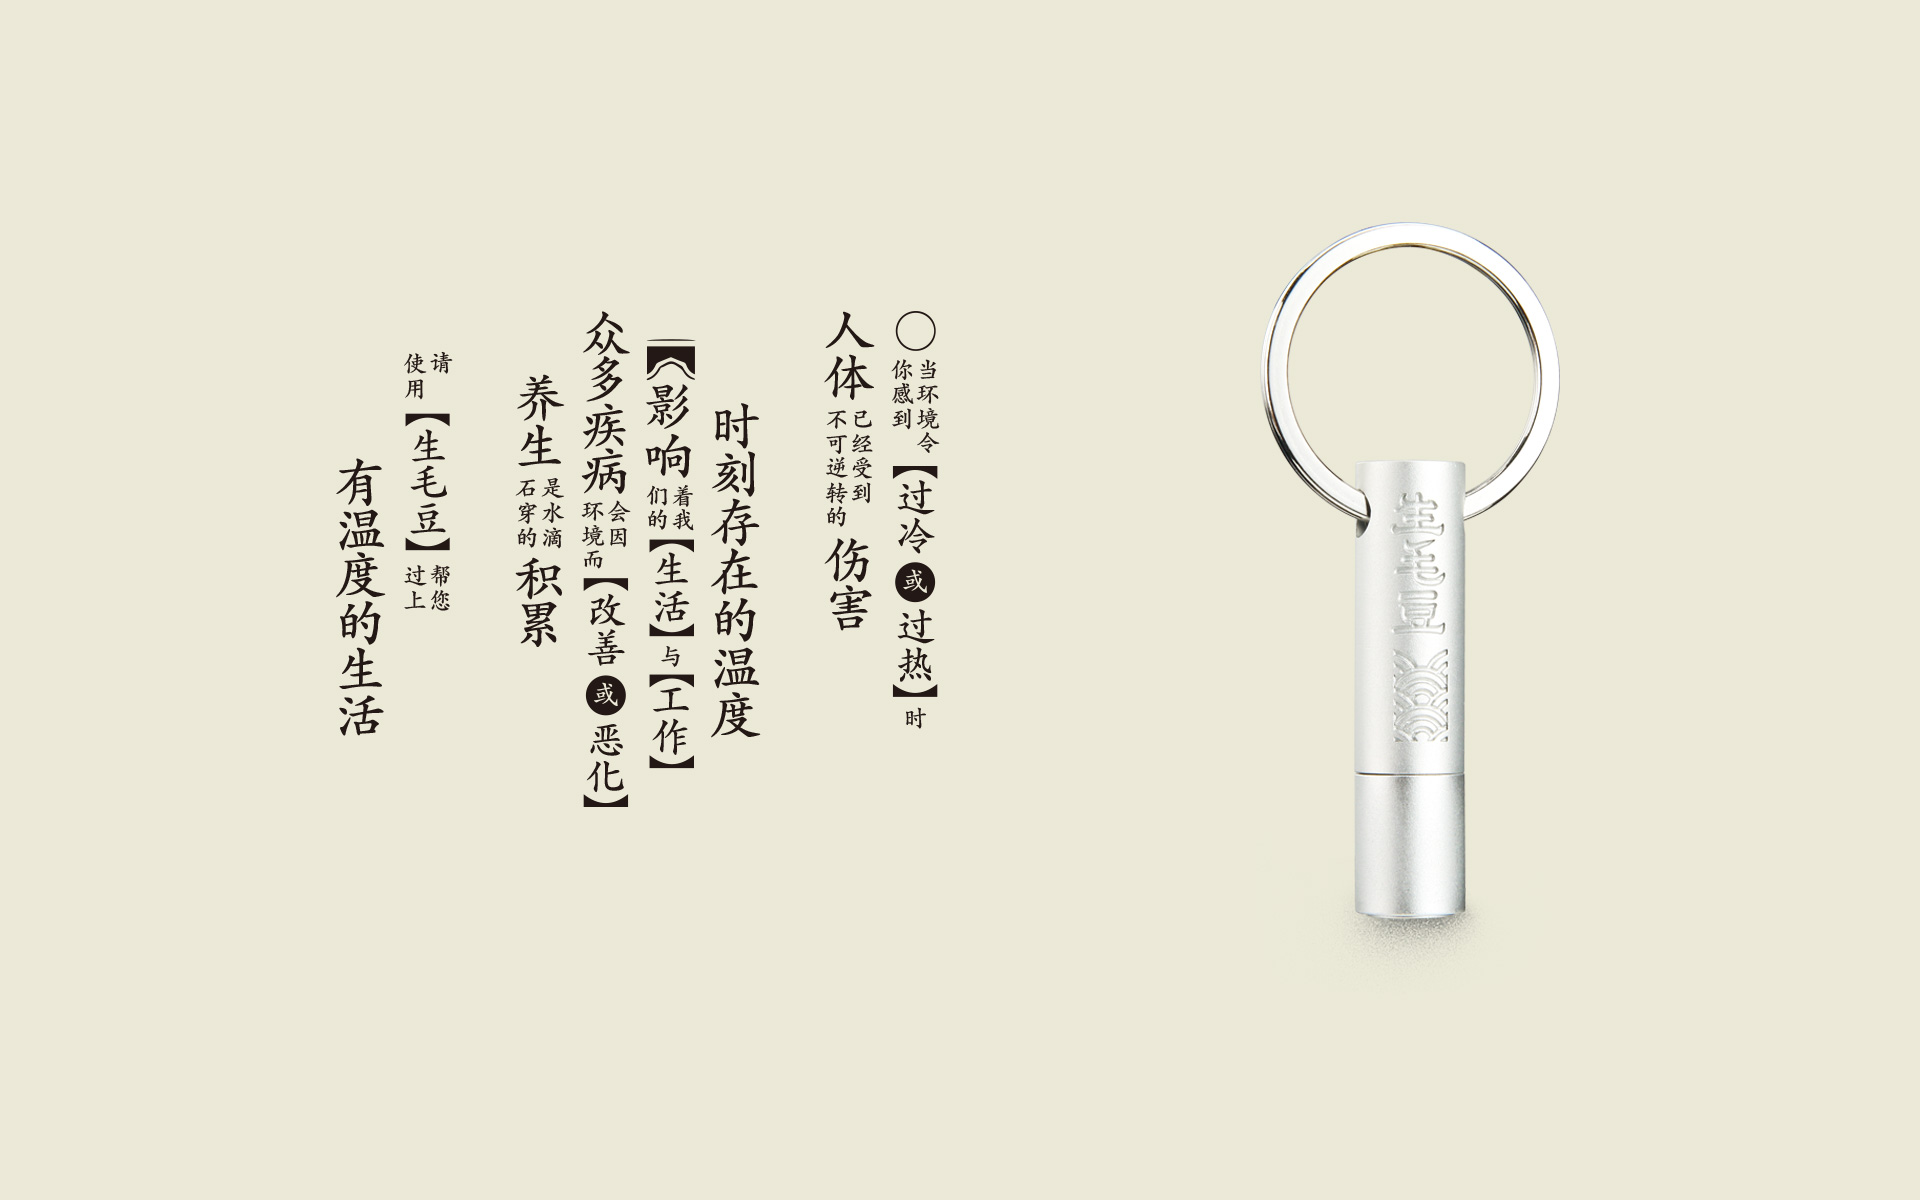 ○当环境令你感到【过冷或过热】时
人体已经受到不可逆转的伤害
时刻存在的温度
影响着我们的【生活】与【工作】
众多疾病会因环境而【改善或恶化】
养生是水滴石穿的积累
请使用【生毛豆】帮您过上
有温度的生活
生毛豆